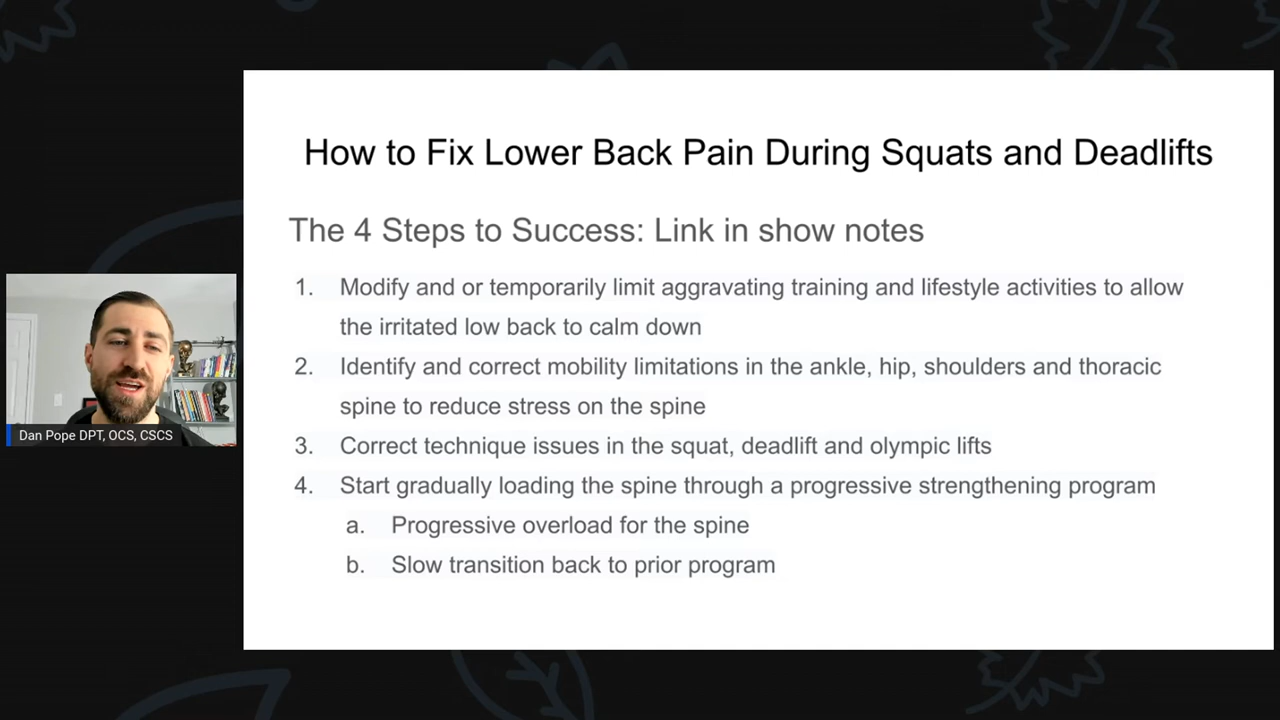 How to Fix Lower Back Pain During Squats and Deadlifts
The 4 Steps to Success: Link in show notes
1. Modify and or temporarily limit aggravating training and lifestyle activities to allow
the irritated low back to calm down
2. Identify and correct mobility limitations in the ankle, hip, shoulders and thoracic
spine to reduce stress on the spine
3. Correct technique issues in the squat, deadlift and olympic lifts
4. Start gradually loading the spine through a progressive strengthening program
a. Progressive overload for the spine
b. Slow transition back to prior program
Dan Pope DPT, OCS, CSCS